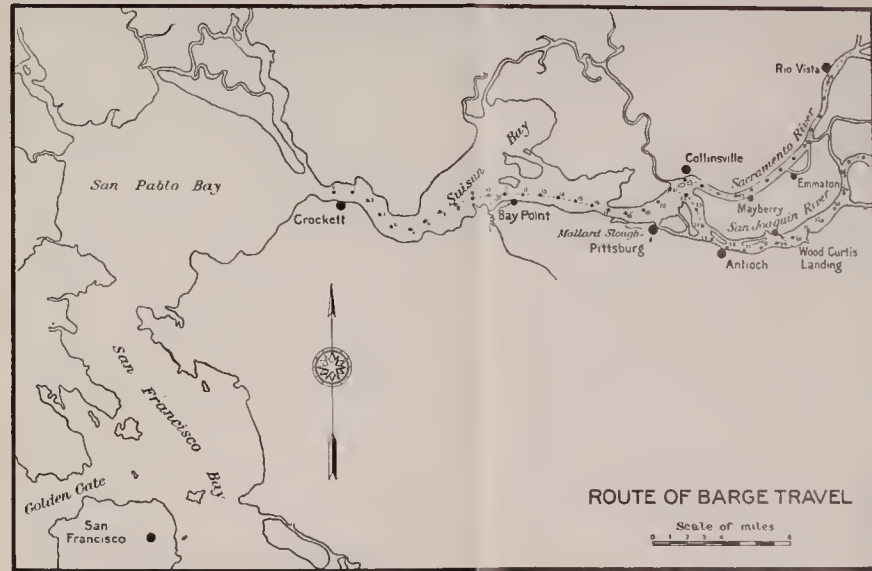 Rio Vista
Collinsville
Sacramento River
San Pablo Bay
Suisun Bay
Emmaton
Mayberry
San Joaquin River
Crockett
Bay Point
Mallard Slough
Pittsburg
Antioch
Wood Curtis
Landing
San Francisco Bay
Golden Gate
San
Francisco
ROUTE OF BARGE TRAVEL
Scale of miles